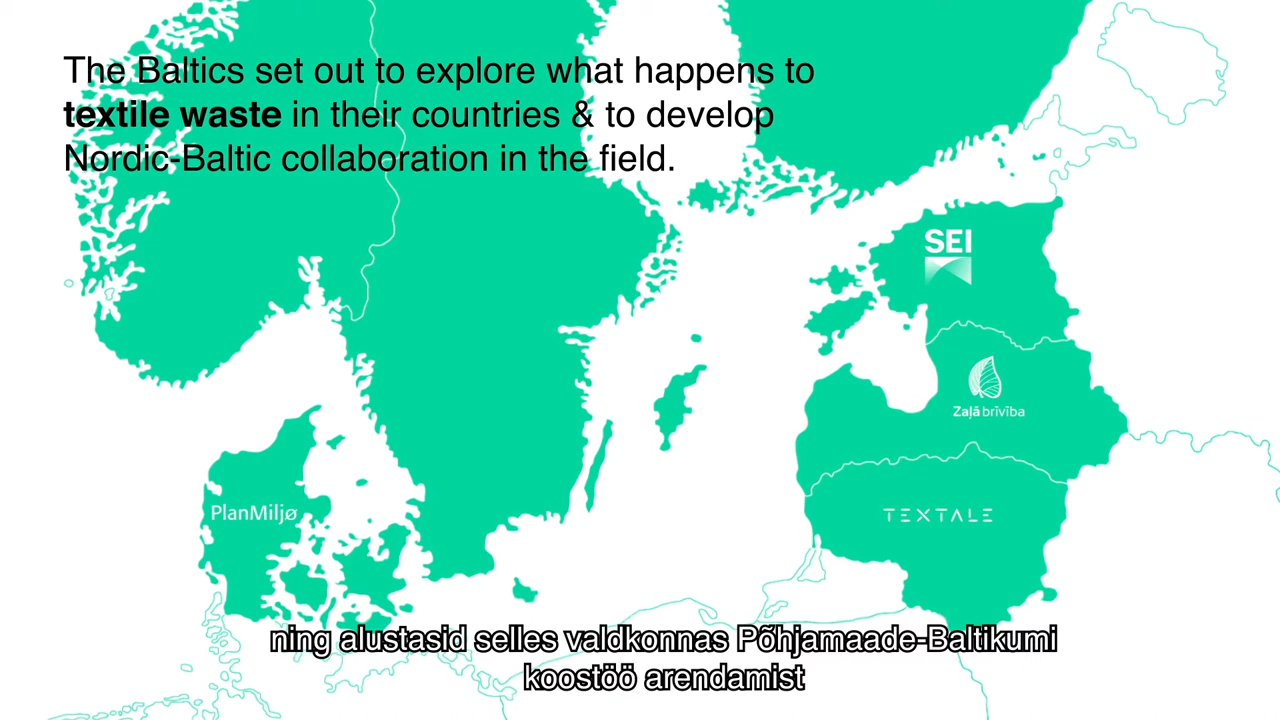 The Baltics set out to explore what happens to
textile waste in their countries & to develop
Nordic-Baltic collaboration in the field.
SEI
Zaļā brīvība
PlanMiljø
TEXTALE
ning alustasid selles valdkonnas Põhjamaade-Baltikumi
koostöö arendamist